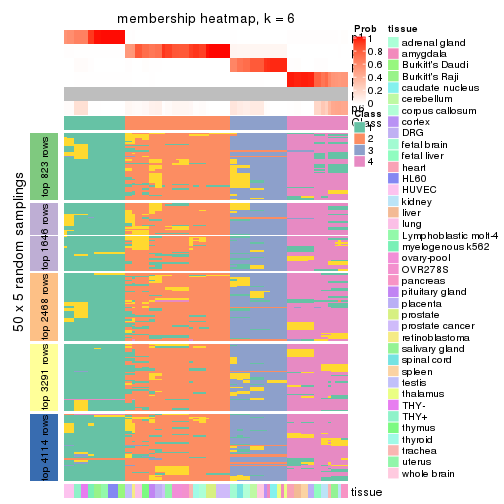 membership heatmap, k = 6
50 x 5 random samplings
top 823 rows
top 1646 rows
top 2468 rows
top 3291 rows
top 4114 rows
p1
p6
Class
tissue
Prob
1
0.8
0.6
0.4
0.2
0
Class
1
2
3
4
tissue
adrenal gland
amygdala
Burkitt's Daudi
Burkitt's Raji
caudate nucleus
cerebellum
corpus callosum
cortex
DRG
fetal brain
fetal liver
heart
HL60
HUVEC
kidney
liver
lung
Lymphoblastic molt-4
myelogenous k562
ovary-pool
OVR278S
pancreas
pituitary gland
placenta
prostate
prostate cancer
retinoblastoma
salivary gland
spinal cord
spleen
testis
thalamus
THY-
THY+
thymus
thyroid
trachea
uterus
whole brain